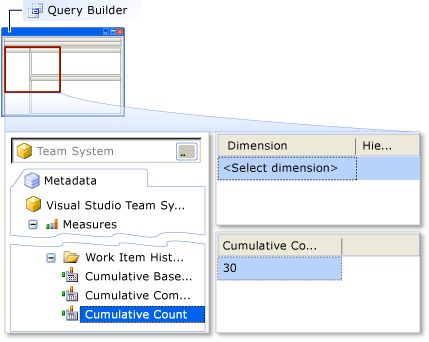 Query Builder
Team System
..
Metadata
Visual Studio Team Sy...
Measures
Work Item Hist...
Cumulative Base...
Cumulative Com...
Cumulative Count
Dimension Hie...
<Select dimension>
Cumulative Co...
30